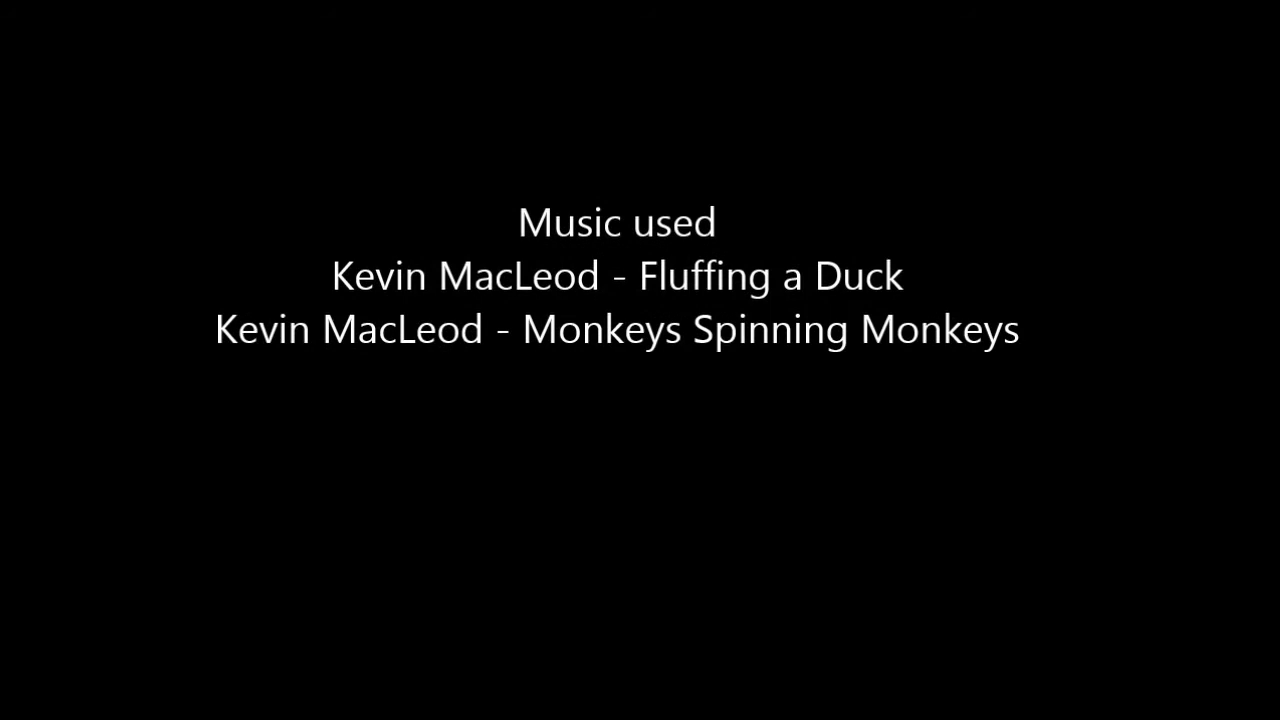 Music used
Kevin MacLeod - Fluffing a Duck
Kevin MacLeod - Monkeys Spinning Monkeys